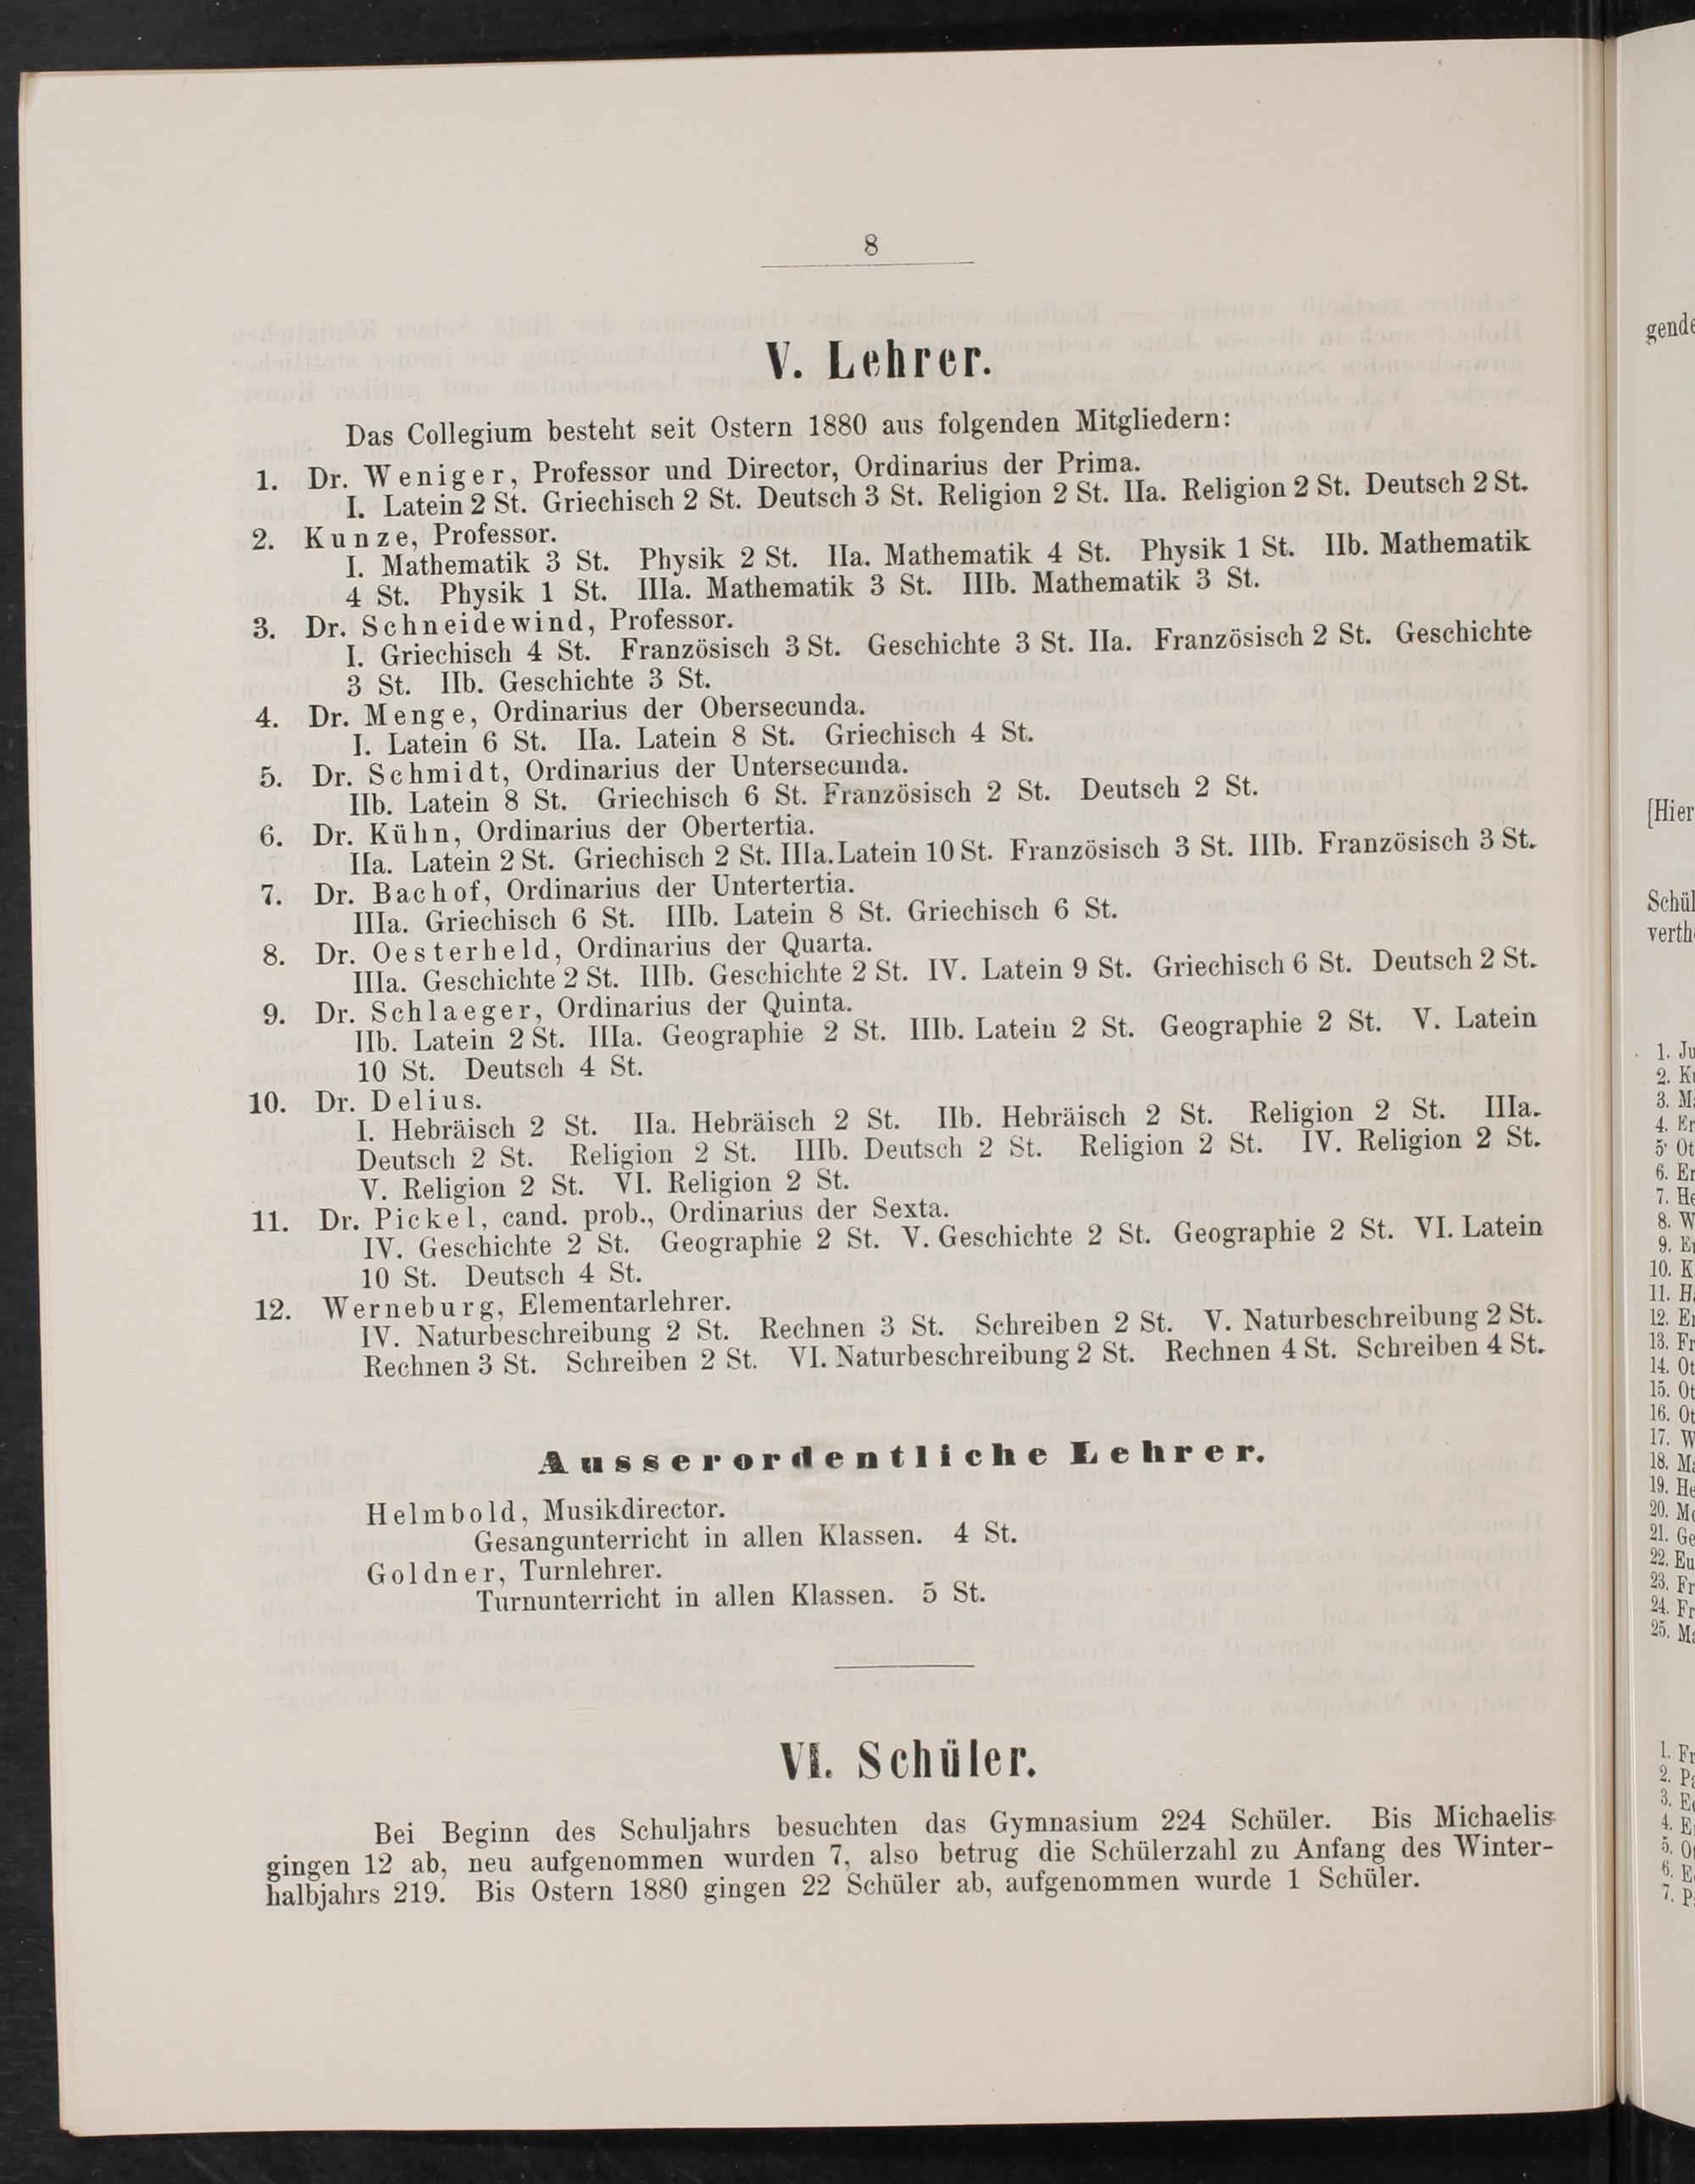 8
V. Lehrer.
Das Collegium besteht seit Ostern 1880 aus folgenden Mitgliedern:
1. Dr. Weniger, Professor und Director, Ordinarius der Prima.
I. Latein 2 St. Griechisch 2 St. Deutsch 3 St. Religion 2 St. IIa. Religion 2 St. Deutsch 2 St.
2. Kunze, Professor.
I. Mathematik 3 St. Physik 2 St. IIa. Mathematik 4 St. Physik 1 St. IIb. Mathematik
4 St. Physik 1 St. IIIa. Mathematik 3 St. IIIb. Mathematik 3 St.
3. Dr. Schneidewind, Professor.
I. Griechisch 4 St. Französisch 3 St. Geschichte 3 St. IIa. Französisch 2 St. Geschichte
3 St. IIb. Geschichte 3 St.
4. Dr. Menge, Ordinarius der Obersecunda.
I. Latein 6 St. IIa. Latein 8 St. Griechisch 4 St.
5. Dr. Schmidt, Ordinarius der Untersecunda.
IIb. Latein 8 St. Griechisch 6 St. Französisch 2 St. Deutsch 2 St.
6. Dr. Kühn, Ordinarius der Obertertia.
IIa. Latein 2 St. Griechisch 2 St. IIIa. Latein 10 St. Französisch 3 St. IIIb. Französisch 3 St.
7. Dr. Bachof, Ordinarius der Untertertia.
IIIa. Griechisch 6 St. IIIb. Latein 8 St. Griechisch 6 St.
8. Dr. Oesterheld, Ordinarius der Quarta.
IIIa. Geschichte 2 St. IIIb. Geschichte 2 St. IV. Latein 9 St. Griechisch 6 St. Deutsch 2 St.
9. Dr. Schlaeger, Ordinarius der Quinta.
IIb. Latein 2 St. IIIa. Geographie 2 St. IIIb. Latein 2 St. Geographie 2 St. V. Latein
10 St. Deutsch 4 St.
10. Dr. Delius.
I. Hebräisch 2 St. IIa. Hebräisch 2 St. IIb. Hebräisch 2 St. Religion 2 St. IIIa.
Deutsch 2 St. Religion 2 St. IIIb. Deutsch 2 St. Religion 2 St. IV. Religion 2 St.
V. Religion 2 St. VI. Religion 2 St.
11. Dr. Pickel, cand. prob., Ordinarius der Sexta.
IV. Geschichte 2 St. Geographie 2 St. V. Geschichte 2 St. Geographie 2 St. VI. Latein
10 St. Deutsch 4 St.
12. Werneburg, Elementarlehrer.
IV. Naturbeschreibung 2 St. Rechnen 3 St. Schreiben 2 St. V. Naturbeschreibung 2 St.
Rechnen 3 St. Schreiben 2 St. VI. Naturbeschreibung 2 St. Rechnen 4 St. Schreiben 4 St.
Ausserordentliche Lehrer.
Helmbold, Musikdirector.
Gesangunterricht in allen Klassen. 4 St.
Goldner, Turnlehrer.
Turnunterricht in allen Klassen. 5 St.
VI. Schüler.
Bei Beginn des Schuljahrs besuchten das Gymnasium 224 Schüler. Bis Michaelis
gingen 12 ab, neu aufgenommen wurden 7, also betrug die Schülerzahl zu Anfang des Winter-
halbjahrs 219. Bis Ostern 1880 gingen 22 Schüler ab, aufgenommen wurde 1 Schüler.